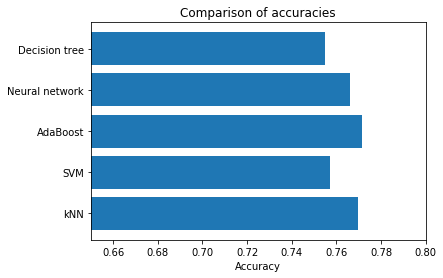 Comparison of accuracies
Decision tree
Neural network
AdaBoost
SVM
kNN
0.66 0.68 0.70 0.72 0.74 0.76 0.78 0.80
Accuracy